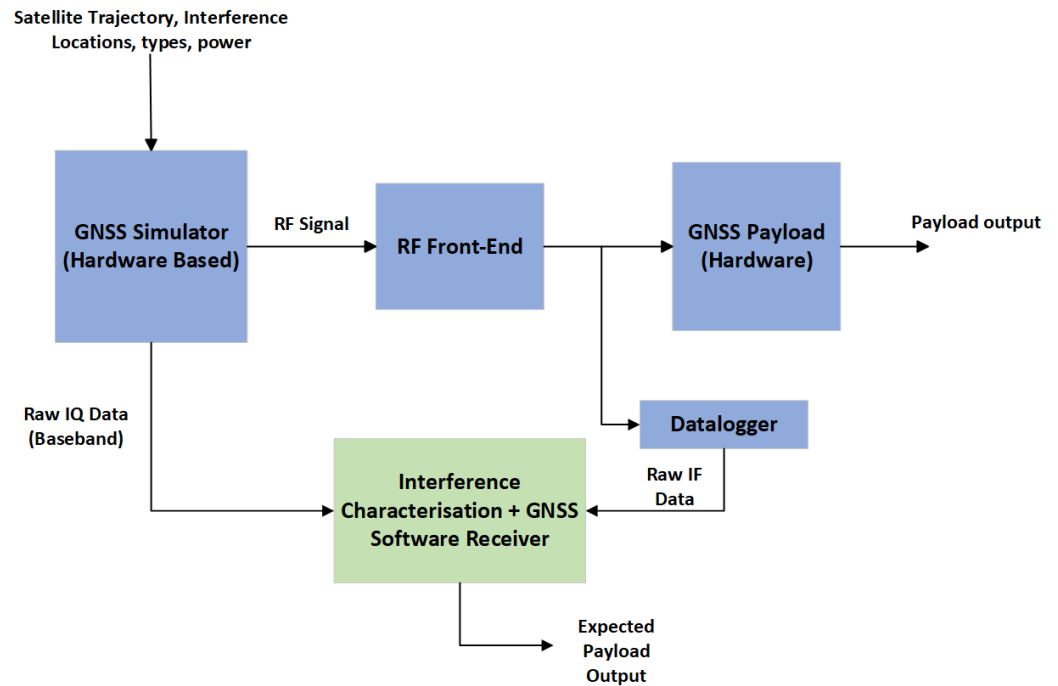 Satellite Trajectory, Interference
Locations, types, power
GNSS Simulator
(Hardware Based)
RF Signal
RF Front-End
GNSS Payload
(Hardware)
Payload output
Raw IQ Data
(Baseband)
Datalogger
Raw IF
Data
Interference
Characterisation + GNSS
Software Receiver
Expected
Payload
Output